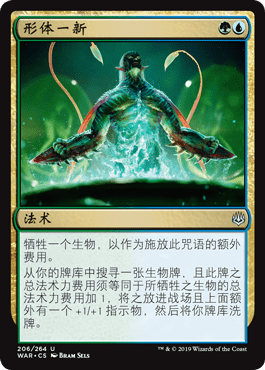 形体一新
法术
牺牲一个生物，以作为施放此咒语的额外
费用。
从你的牌库中搜寻一张生物牌，且此牌之
总法术力费用须等同于所牺牲之生物的总
法术力费用加1，将之放进战场且上面额
外有一个 +1/+1 指示物，然后将你牌库洗
牌。
206/264 U
WAR • CS BRAM SELS
™ & © 2019 Wizards of the Coast